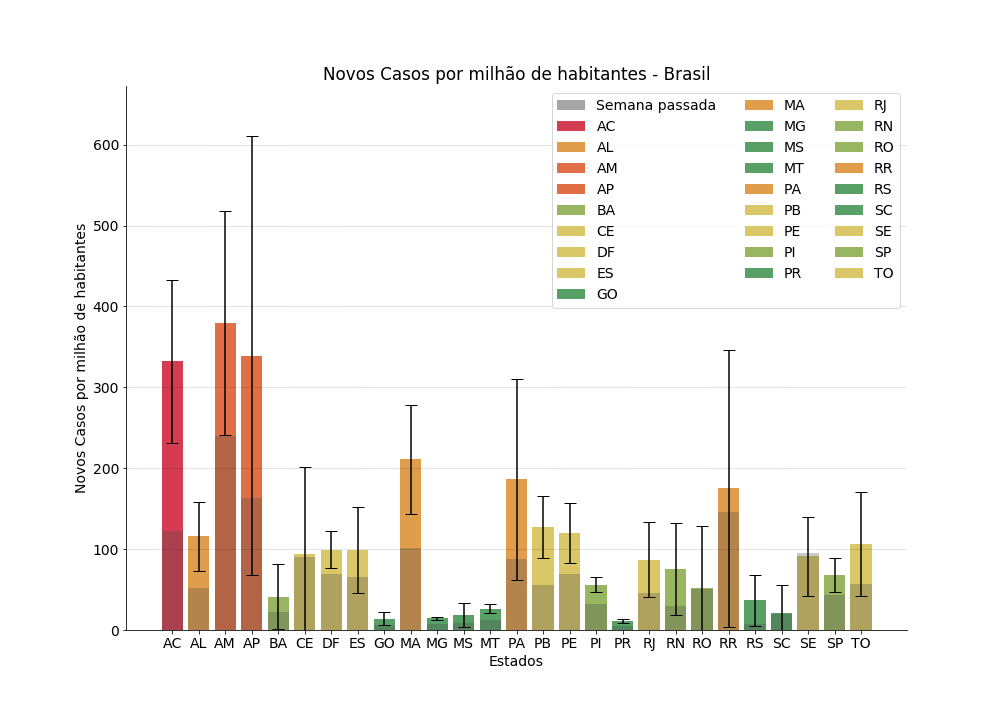 Novos Casos por milhão de habitantes - Brasil
Novos Casos por milhão de habitantes
600
500
400
300
200
100
0
Semana passada
AC
AL
AM
AP
BA
CE
DF
ES
GO
MA
MG
MS
MT
PA
PB
PE
PI
PR
RJ
RN
RO
RR
RS
SC
SE
SP
TO
AC AL AM AP BA CE DF ES GO MA MG MS MT PA PB PE PI PR RJ RN RO RR RS SC SE SP TO
Estados